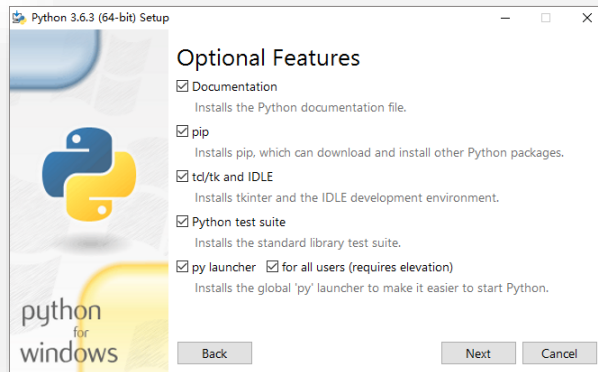 Python 3.6.3 (64-bit) Setup
Optional Features
Documentation
Installs the Python documentation file.
pip
Installs pip, which can download and install other Python packages.
tcl/tk and IDLE
Installs tkinter and the IDLE development environment.
Python test suite
Installs the standard library test suite.
py launcher for all users (requires elevation)
Installs the global 'py' launcher to make it easier to start Python.
python
for
windows
Back Next Cancel